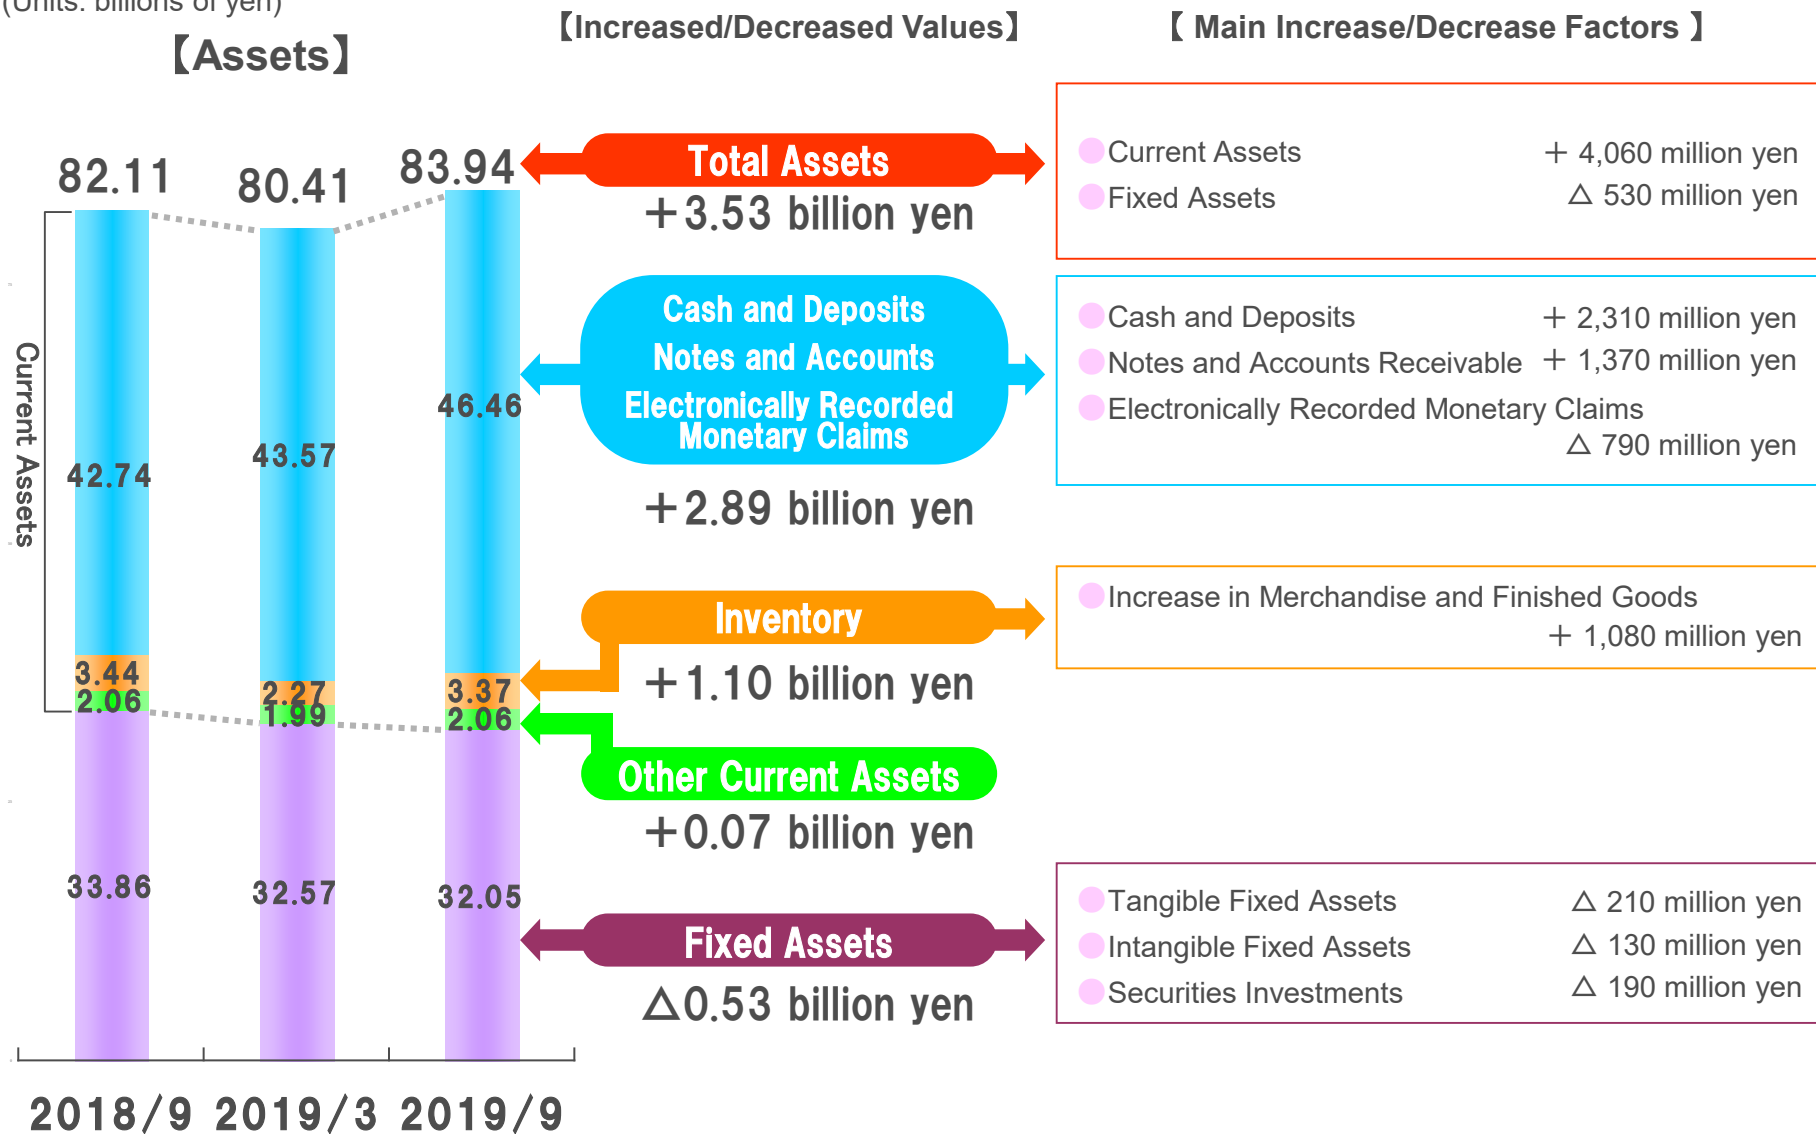 (Units: billions of yen)
【Assets】
【Increased/Decreased Values】
【 Main Increase/Decrease Factors 】
82.11
80.41
83.94
Current Assets
42.74
43.57
46.46
3.44
2.27
3.37
2.06
1.99
2.06
33.86
32.57
32.05
2018/9
2019/3
2019/9
Total Assets
+3.53 billion yen
Current Assets + 4,060 million yen
Fixed Assets △ 530 million yen
Cash and Deposits
Notes and Accounts
Electronically Recorded
Monetary Claims
+2.89 billion yen
Cash and Deposits + 2,310 million yen
Notes and Accounts Receivable + 1,370 million yen
Electronically Recorded Monetary Claims
△ 790 million yen
Inventory
+1.10 billion yen
Increase in Merchandise and Finished Goods
+ 1,080 million yen
Other Current Assets
+0.07 billion yen
Fixed Assets
△0.53 billion yen
Tangible Fixed Assets △ 210 million yen
Intangible Fixed Assets △ 130 million yen
Securities Investments △ 190 million yen